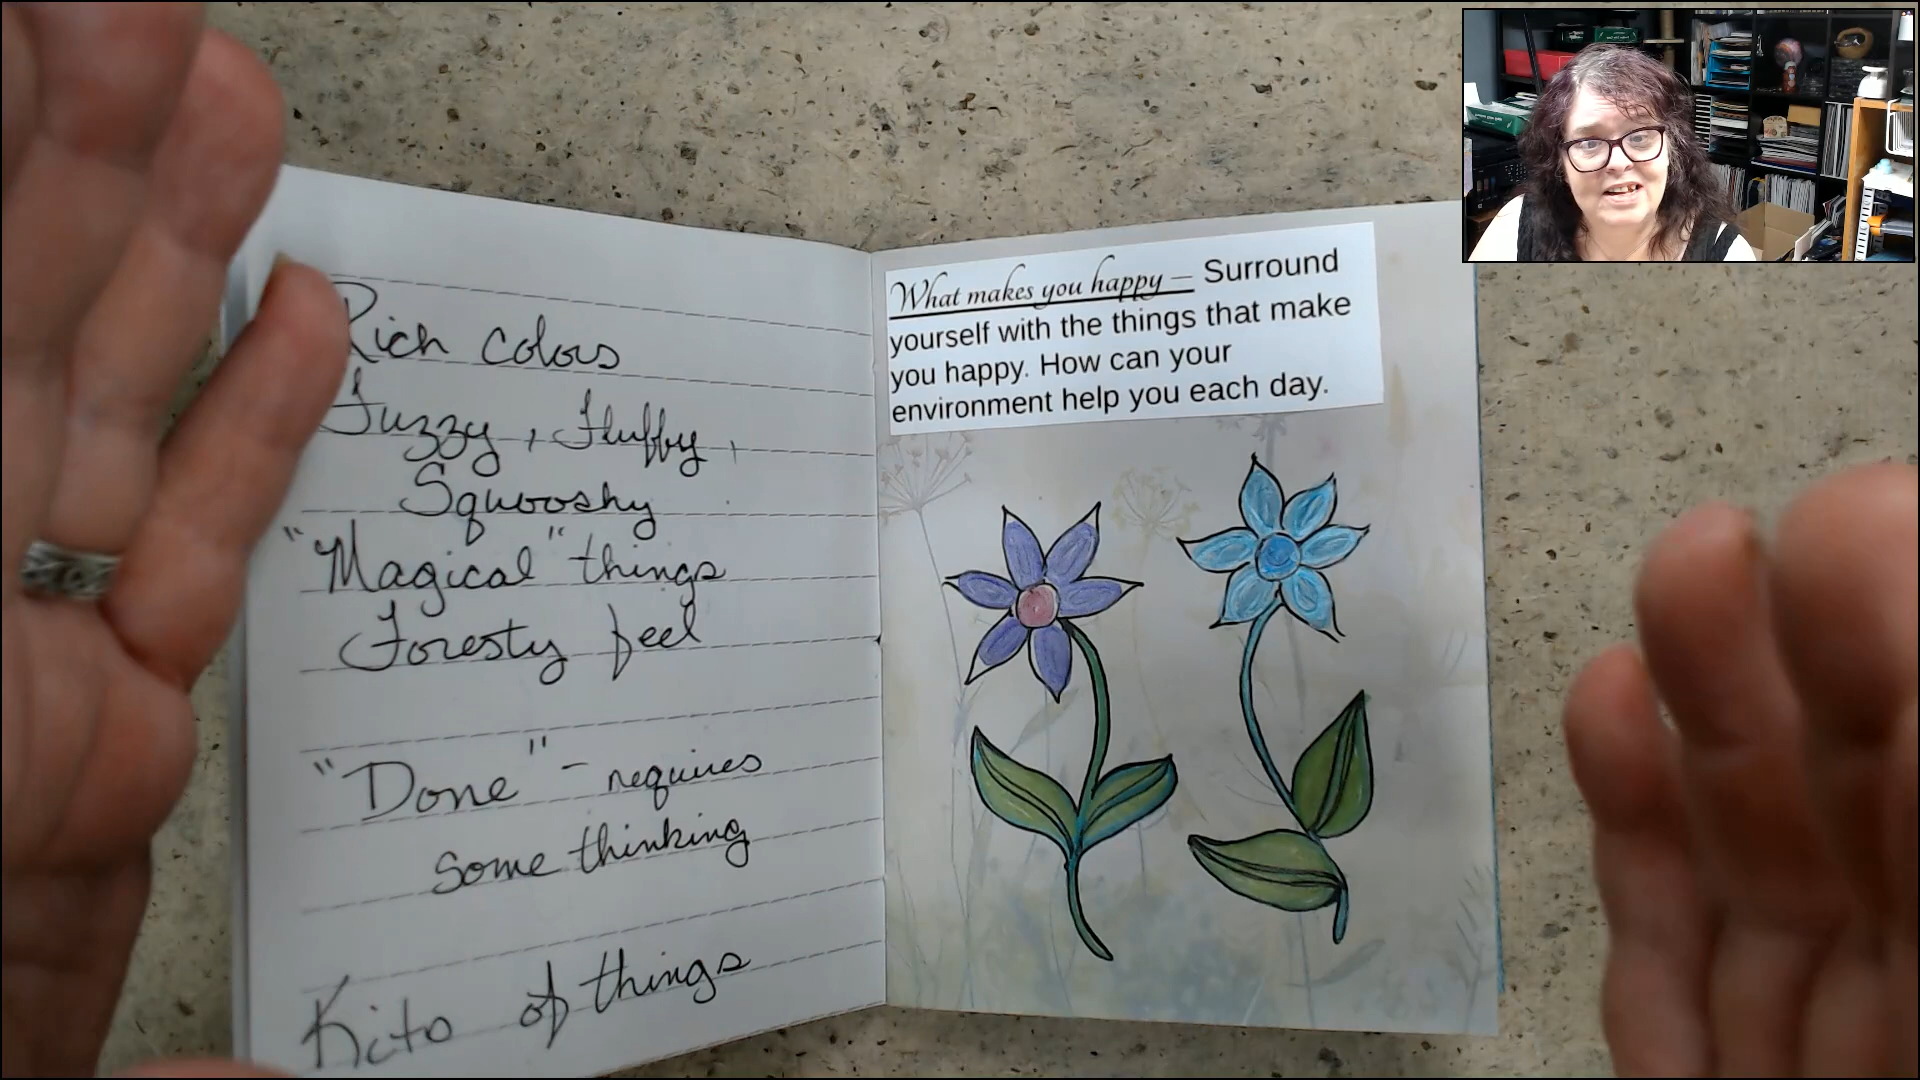 Rich colors
Fuzzy, Fluffy,
Squooshy
"Magical" things
Foresty feel
"Done" - requires
some thinking
of things
What makes you happy — Surround
yourself with the things that make
you happy. How can your
environment help you each day.